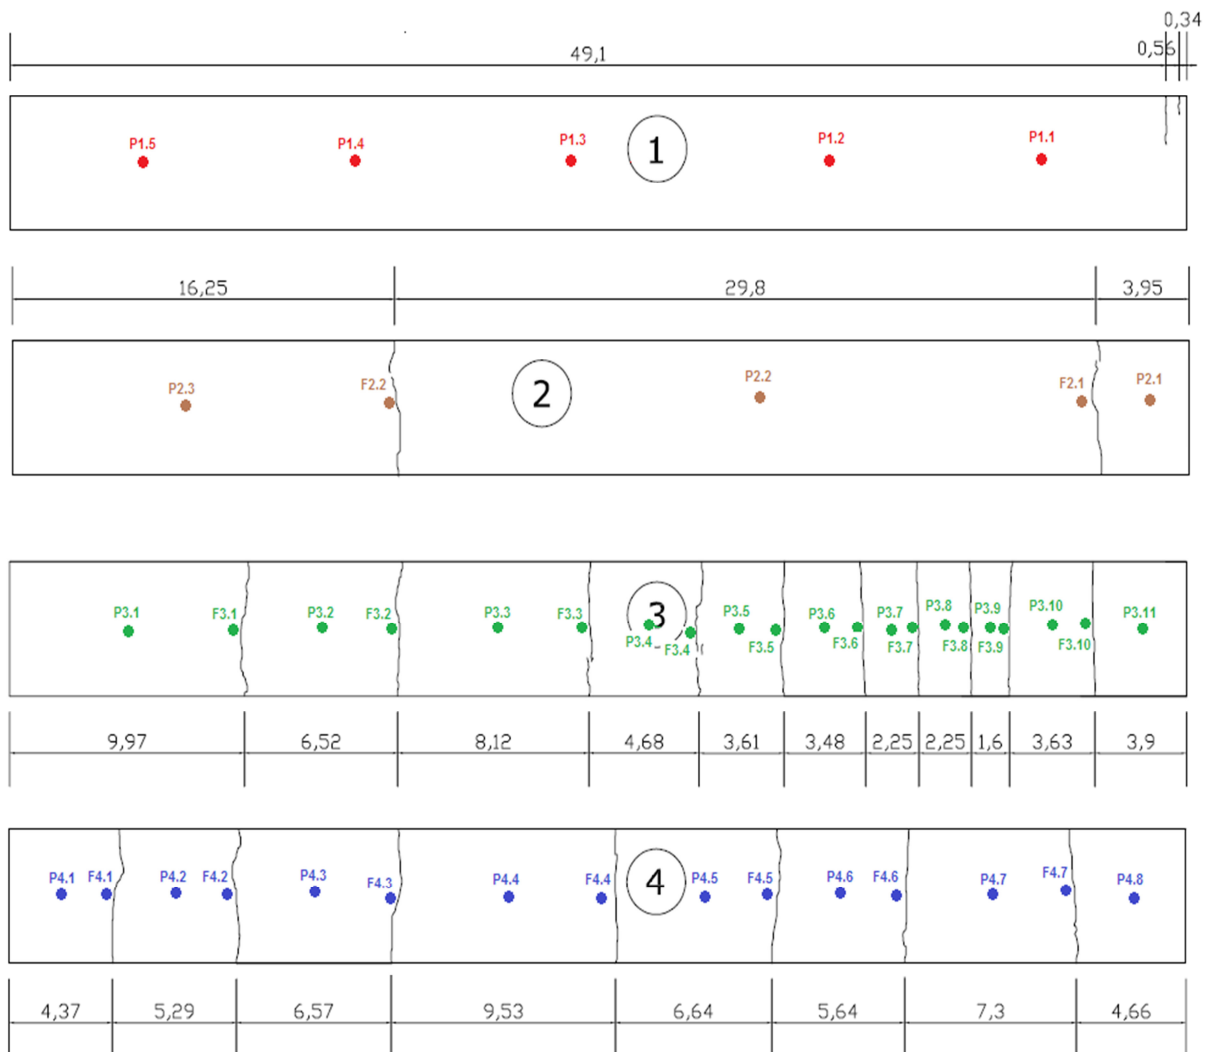 0,34
49,1 0,56
P1.5 P1.4 P1.3 1 P1.2 P1.1
16,25 29,8 3,95
P2.3 F2.2 2 P2.2 F2.1 P2.1
P3.1 F3.1 P3.2 F3.2 P3.3 F3.3 3 P3.5 P3.6 P3.7 P3.8 P3.9 P3.10 P3.11
P3.4 F3.4 F3.5 F3.6 F3.7 F3.8 F3.9 F3.10
9,97 6,52 8,12 4,68 3,61 3,48 2,25 2,25 1,6 3,63 3,9
P4.1 F4.1 P4.2 F4.2 P4.3 F4.3 P4.4 F4.4 4 P4.5 F4.5 P4.6 F4.6 P4.7 F4.7 P4.8
4,37 5,29 6,57 9,53 6,64 5,64 7,3 4,66